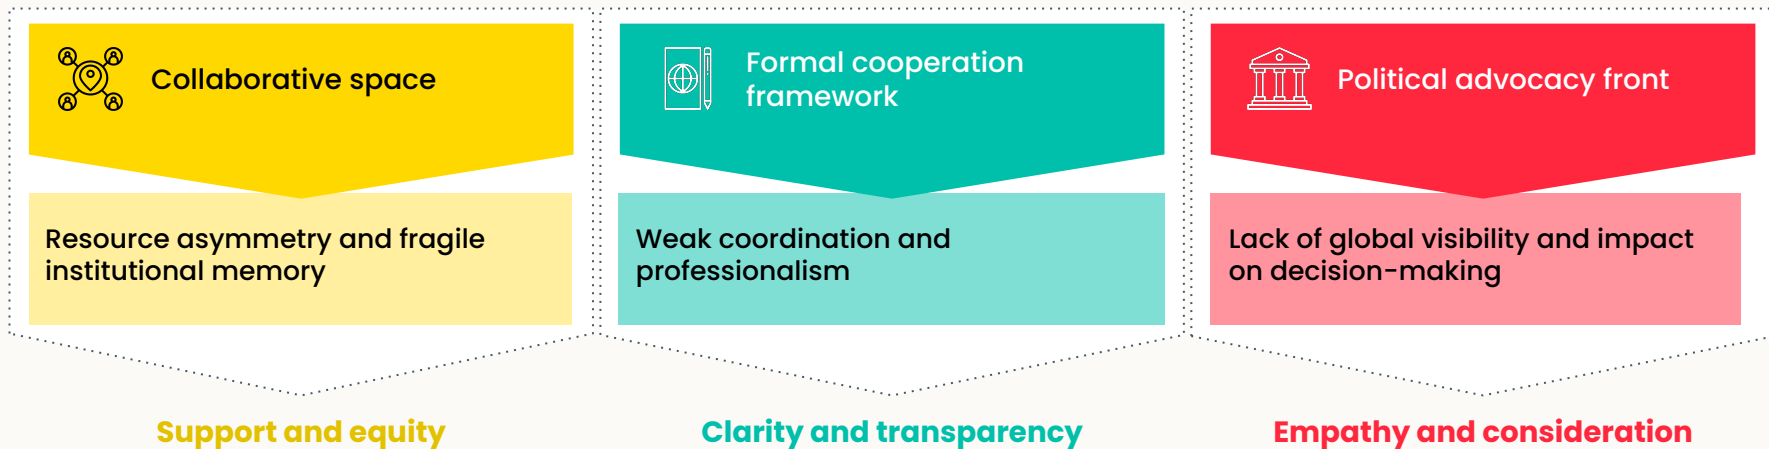 Collaborative space
Formal cooperation
framework
Political advocacy front
Resource asymmetry and fragile
institutional memory
Weak coordination and
professionalism
Lack of global visibility and impact
on decision-making
Support and equity
Clarity and transparency
Empathy and consideration